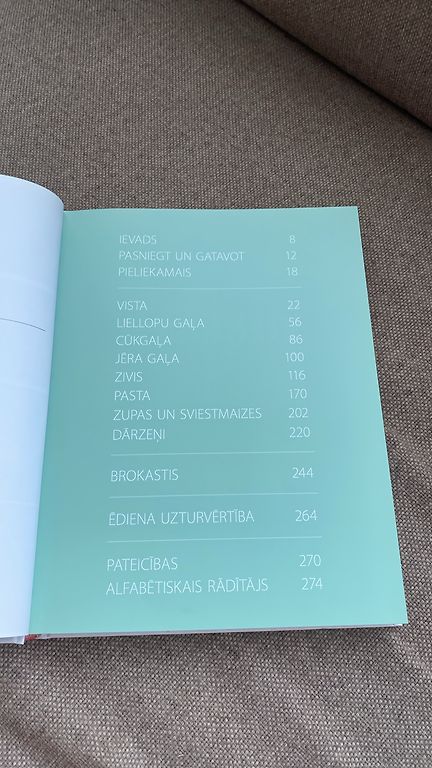 IEVADS 8
PASNIEGT UN GATAVOT 12
PIELIEKAMAIS 18
VISTA 22
LIELLOPU GAĻA 56
CŪKGAĻA 86
JĒRA GAĻA 100
ZIVIS 116
PASTA 170
ZUPAS UN SVIESTMAIZES 202
DĀRZEŅI 220
BROKASTIS 244
ĒDIENA UZTURVĒRTĪBA 264
PATEICĪBAS 270
ALFABĒTISKAIS RĀDĪTĀJS 274